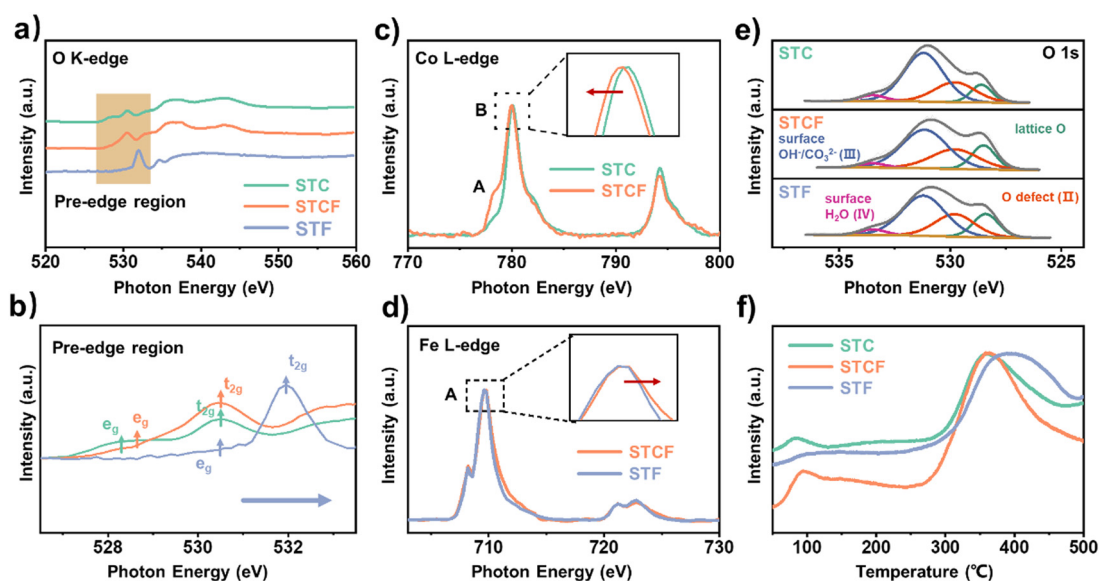 a)
O K-edge
Intensity (a.u.)
Pre-edge region
STC
STCF
STF
520 530 540 550 560
Photon Energy (eV)
b)
Pre-edge region
Intensity (a.u.)
eg
eg
t2g
t2g
eg
t2g
528 530 532
Photon Energy (eV)
c)
Co L-edge
Intensity (a.u.)
B
A
STC
STCF
770 780 790 800
Photon Energy (eV)
d)
Fe L-edge
Intensity (a.u.)
A
STCF
STF
710 720 730
Photon Energy (eV)
e)
STC
O 1s
Intensity (a.u.)
STCF
surface
OH⁻/CO₃²⁻ (III)
lattice O
STF
surface
H₂O (IV)
O defect (II)
535 530 525
Photon Energy (eV)
f)
Intensity (a.u.)
STC
STCF
STF
100 200 300 400 500
Temperature (℃)